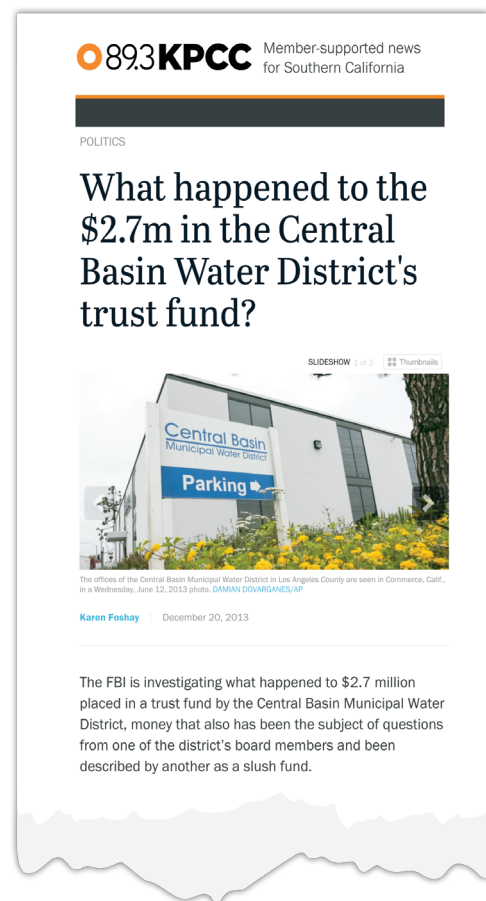 89.3 KPCC
Member-supported news
for Southern California
POLITICS
What happened to the
$2.7m in the Central
Basin Water District's
trust fund?
SLIDESHOW 1 of 2 Thumbnails
Central Basin
Municipal Water District
Parking
The offices of the Central Basin Municipal Water District in Los Angeles County are seen in Commerce, Calif.,
in a Wednesday, June 12, 2013 photo. DAMIAN DOVARGANES/AP
Karen Foshay December 20, 2013
The FBI is investigating what happened to $2.7 million
placed in a trust fund by the Central Basin Municipal Water
District, money that also has been the subject of questions
from one of the district's board members and been
described by another as a slush fund.